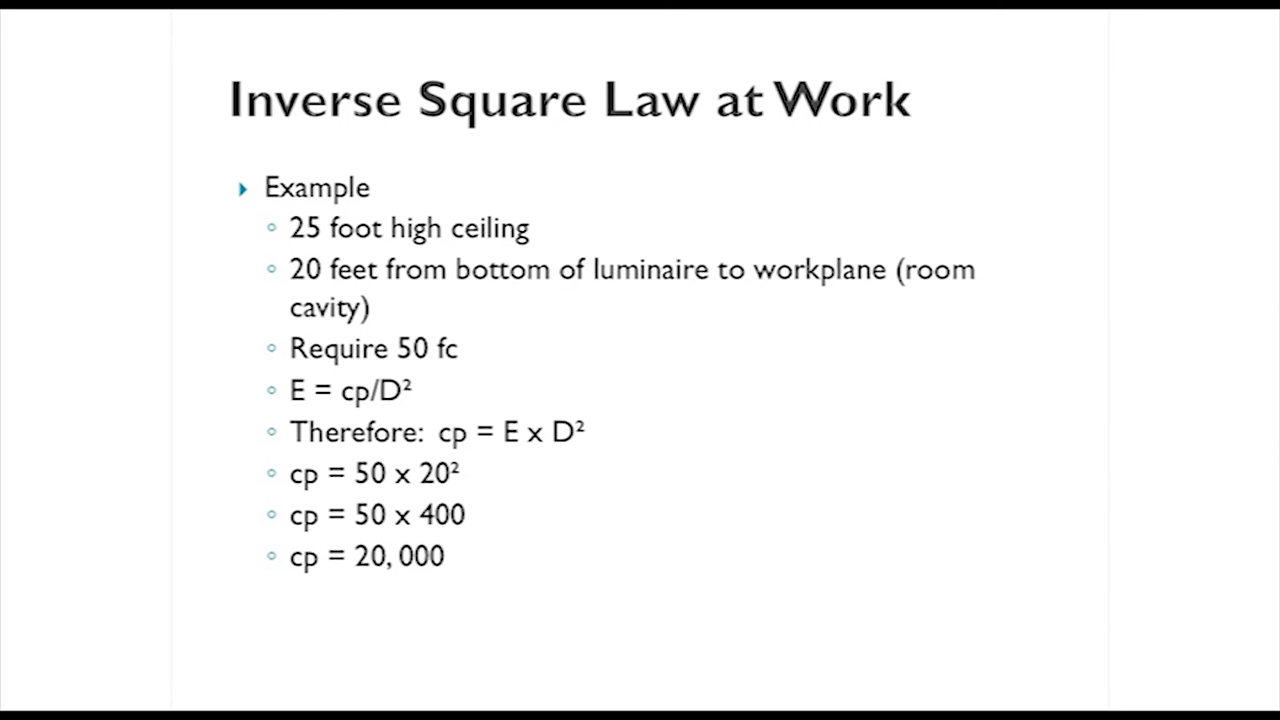 Inverse Square Law at Work
Example
25 foot high ceiling
20 feet from bottom of luminaire to workplane (room
cavity)
Require 50 fc
E = cp/D²
Therefore: cp = E x D²
cp = 50 x 20²
cp = 50 x 400
cp = 20, 000